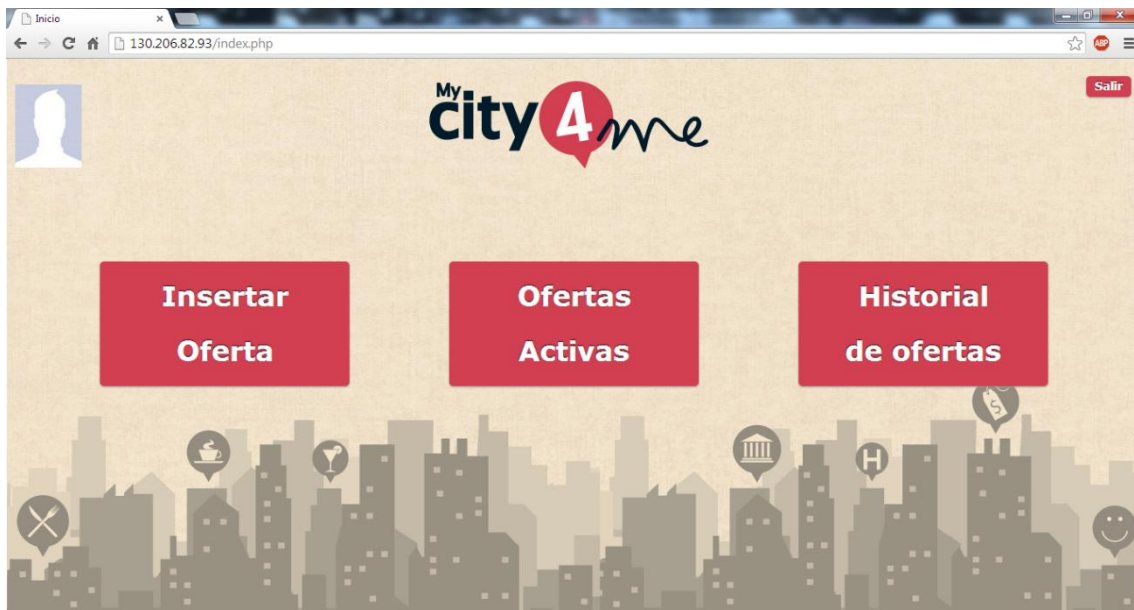 Inicio
130.206.82.93/index.php
ABP
Salir
My
city 4 me
Insertar
Oferta
Ofertas
Activas
Historial
de ofertas
$
H